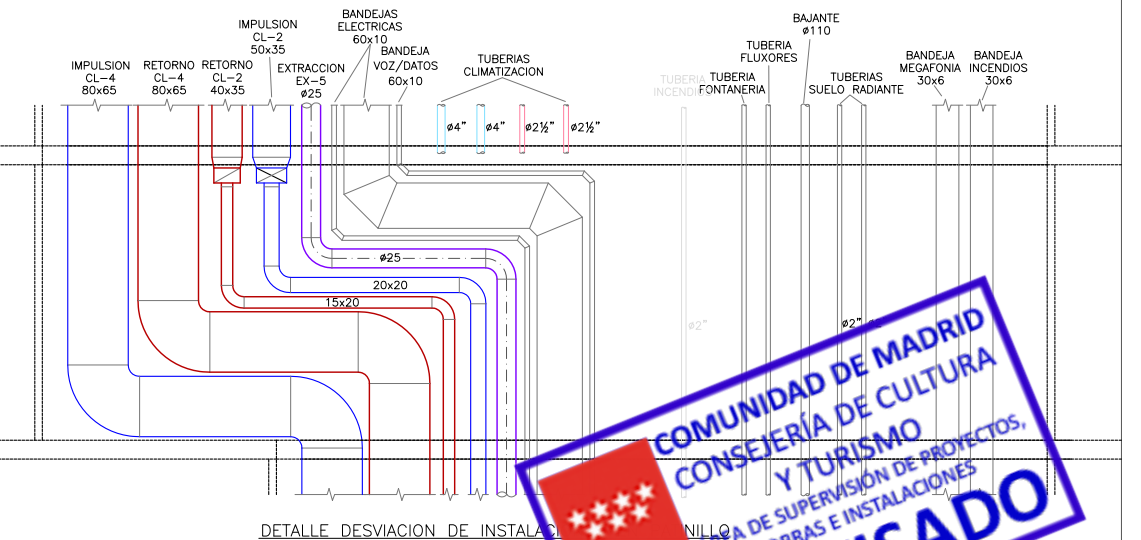 IMPULSION
CL-4
80x65
RETORNO
CL-4
80x65
RETORNO
CL-2
40x35
IMPULSION
CL-2
50x35
EXTRACCION
EX-5
ø25
BANDEJAS
ELECTRICAS
60x10
BANDEJA
VOZ/DATOS
60x10
TUBERIAS
CLIMATIZACION
TUBERIA
INCENDIOS
TUBERIA
FONTANERIA
TUBERIA
FLUXORES
BAJANTE
ø110
TUBERIAS
SUELO RADIANTE
BANDEJA
MEGAFONIA
30x6
BANDEJA
INCENDIOS
30x6
ø4”
ø4”
ø2½”
ø2½”
ø25
20x20
15x20
ø2”
ø2”
COMUNIDAD DE MADRID
CONSEJERÍA DE CULTURA
Y TURISMO
DE SUPERVISIÓN DE PROYECTOS,
OBRAS E INSTALACIONES
DETALLE DESVIACION DE